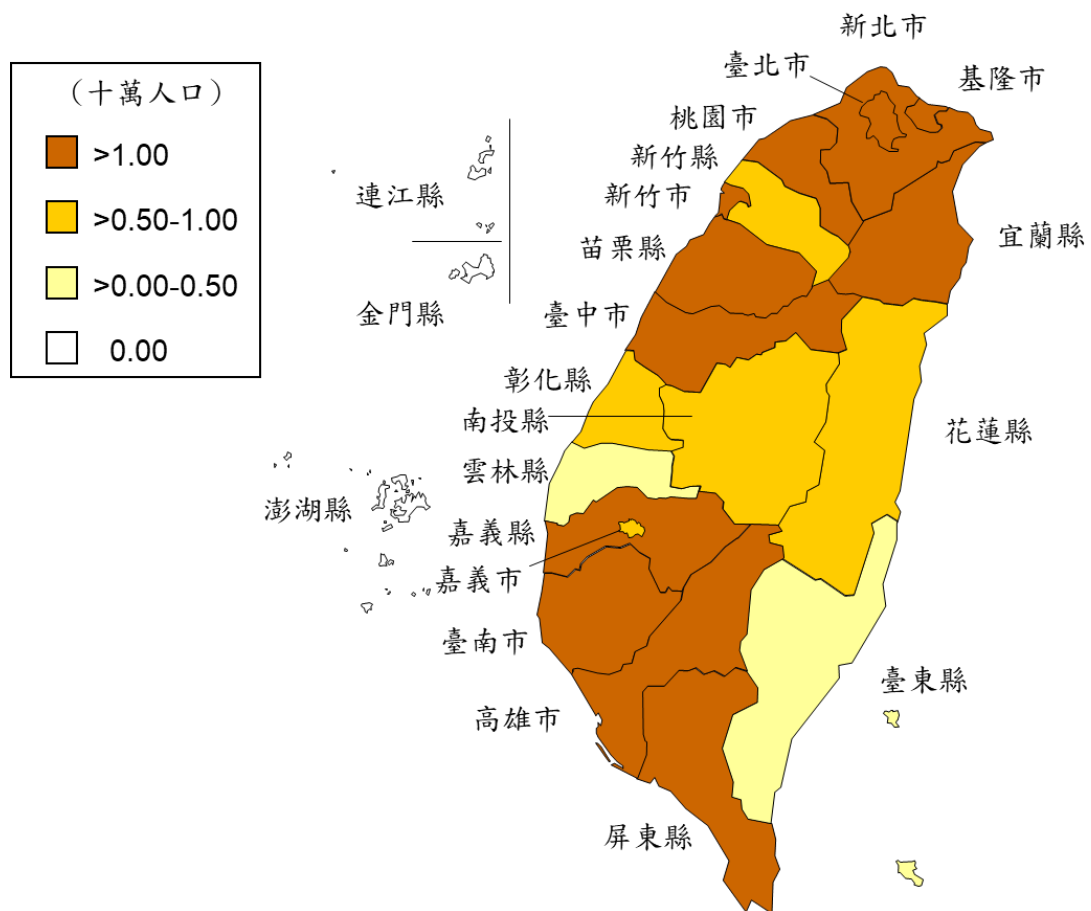 （十萬人口）
>1.00
>0.50-1.00
>0.00-0.50
0.00
新北市
臺北市
基隆市
桃園市
新竹縣
連江縣
新竹市
宜蘭縣
苗栗縣
金門縣
臺中市
彰化縣
南投縣
花蓮縣
雲林縣
澎湖縣
嘉義縣
嘉義市
臺南市
臺東縣
高雄市
屏東縣